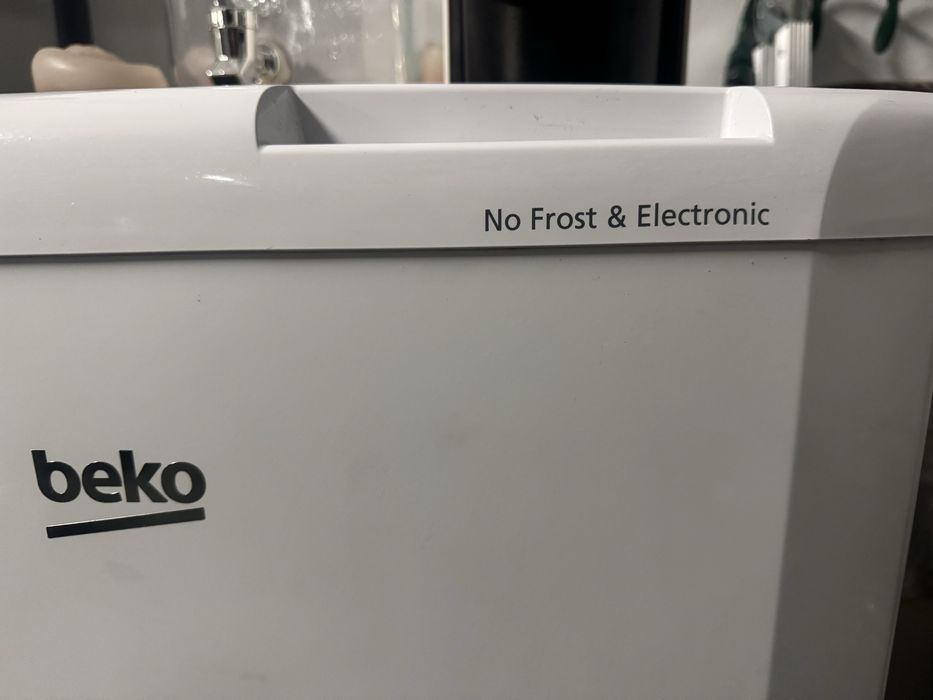 No Frost & Electronic
beko